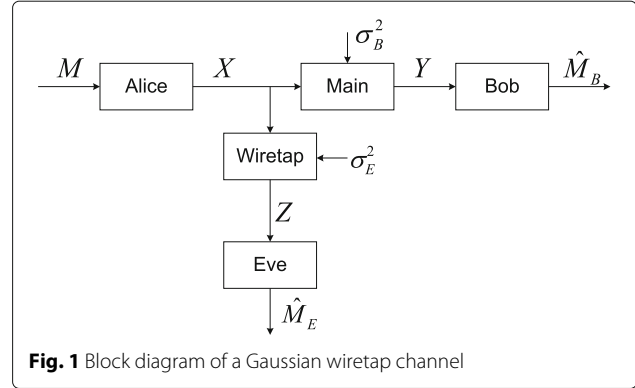 σ_B^2
M Alice X Main Y Bob M̂_B
Wiretap σ_E^2
Z
Eve
M̂_E
Fig. 1 Block diagram of a Gaussian wiretap channel